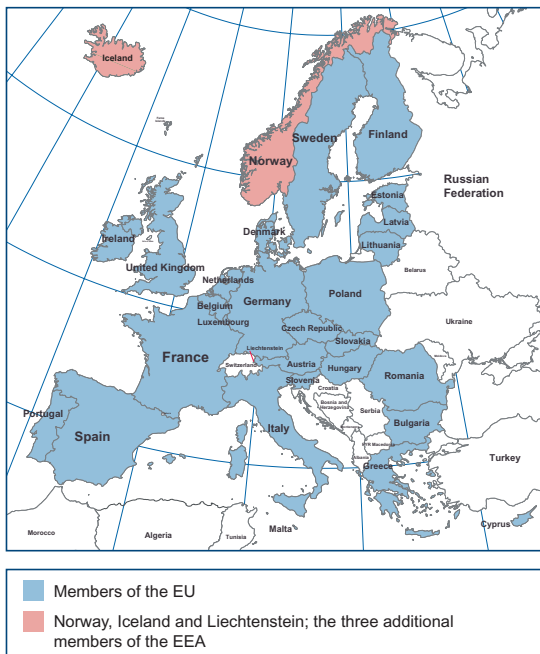 Iceland
Norway
Sweden
Finland
Russian
Federation
Estonia
Latvia
Lithuania
Denmark
Ireland
United Kingdom
Netherlands
Belgium
Luxembourg
Germany
Poland
Belarus
Ukraine
Czech Republic
Slovakia
Liechtenstein
Switzerland
Austria
Hungary
Slovenia
France
Romania
Croatia
Bosnia and
Herzegovina
Serbia
Bulgaria
FYR Macedonia
Albania
Italy
Greece
Portugal
Spain
Turkey
Cyprus
Malta
Morocco
Algeria
Tunisia
Members of the EU
Norway, Iceland and Liechtenstein; the three additional
members of the EEA